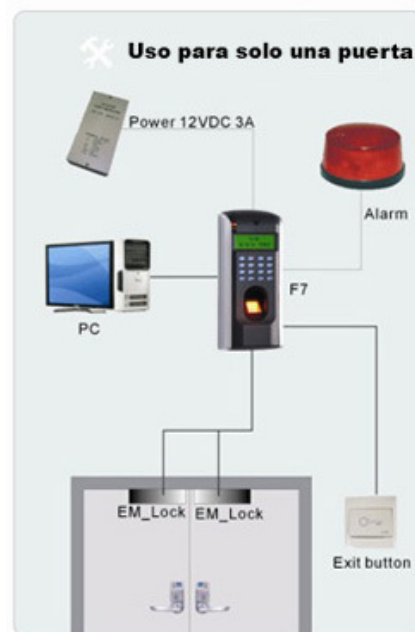 Uso para solo una puerta
Power 12VDC 3A
Alarm
F7
PC
EM_Lock EM_Lock
Exit button